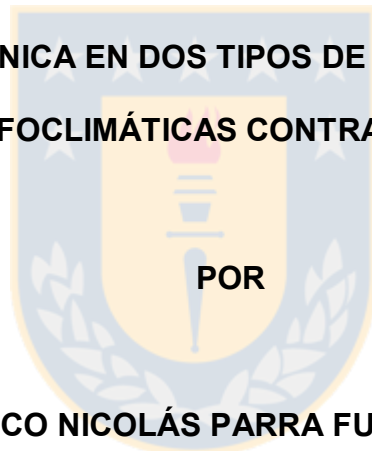 NICA EN DOS TIPOS DE
FOCLIMÁTICAS CONTRA
POR
CO NICOLÁS PARRA FU